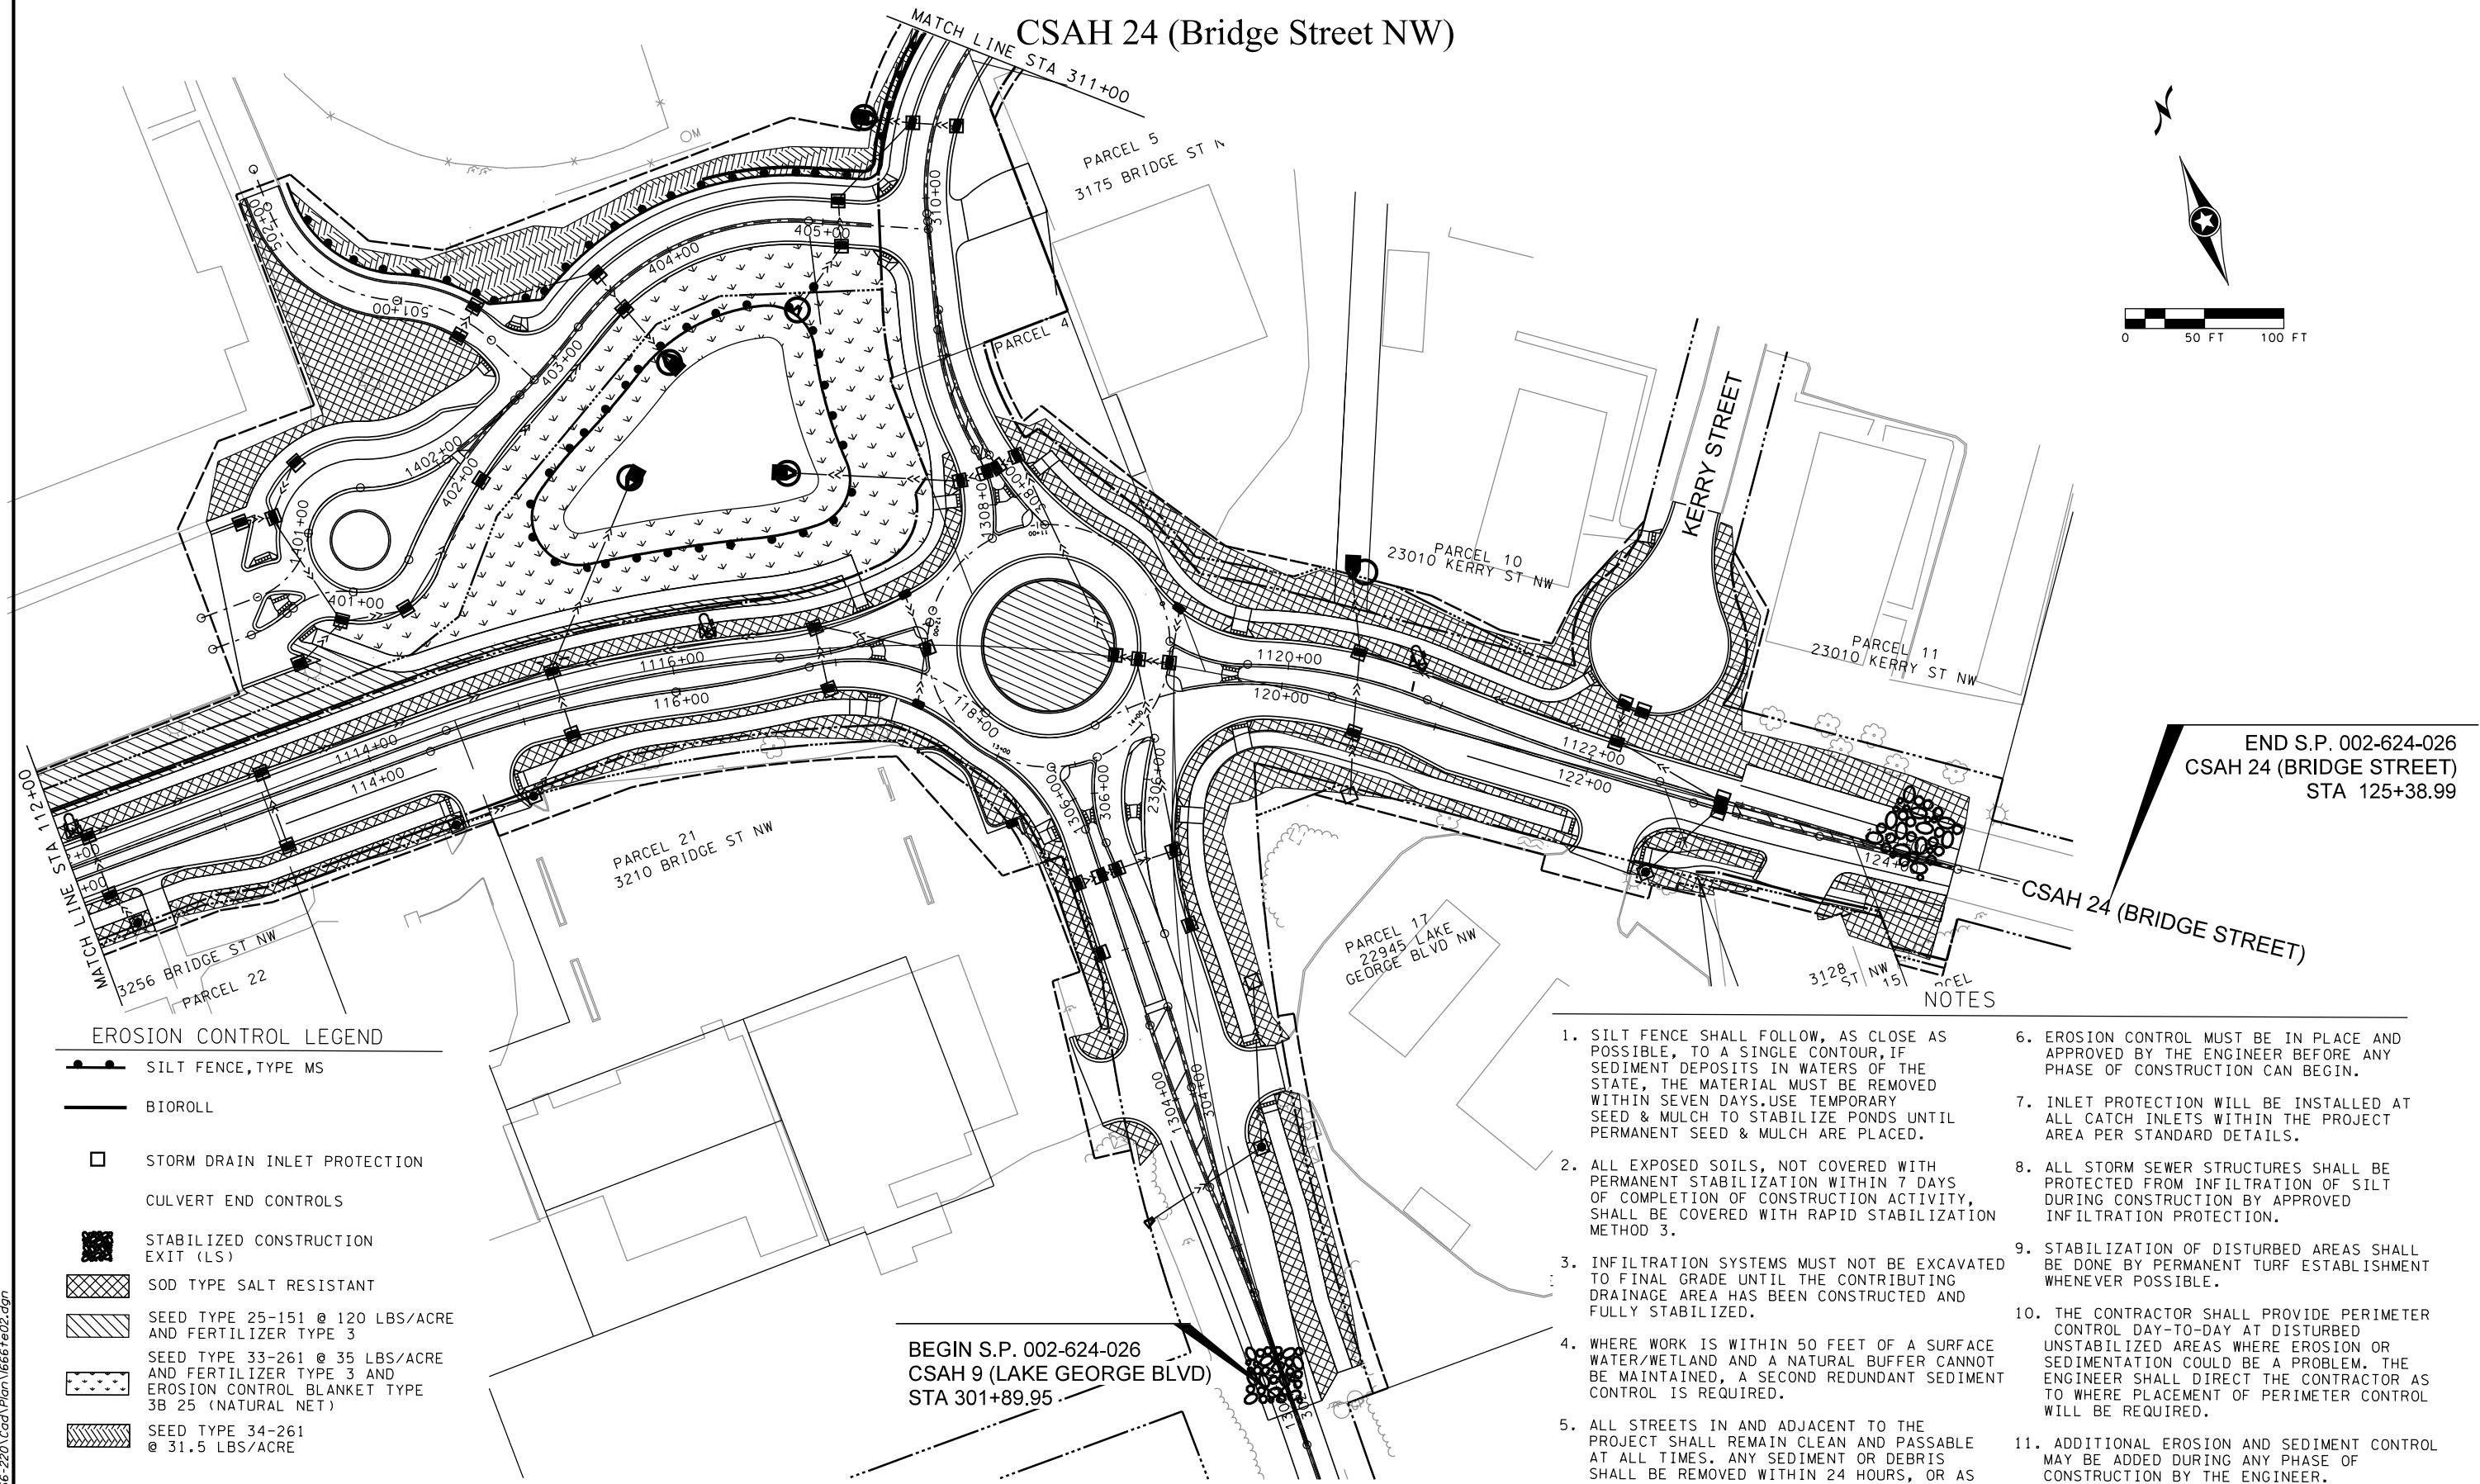 CSAH 24 (Bridge Street NW)
MATCH LINE STA 311+00
PARCEL 5
3175 BRIDGE ST N
0 50 FT 100 FT
310+00
502+00
405+00
404+00
501+00
403+00
PARCEL 4
KERRY STREET
1402+00
402+00
1101+00
401+00
308+00
1308+00
11+00
12+00
13+00
14+00
PARCEL 10
23010 KERRY ST NW
PARCEL 11
23010 KERRY ST NW
1116+00
116+00
118+00
1120+00
120+00
1114+00
114+00
1122+00
122+00
1306+00
306+00
2306+00
END S.P. 002-624-026
CSAH 24 (BRIDGE STREET)
STA 125+38.99
MATCH LINE STA 112+00
PARCEL 21
3210 BRIDGE ST NW
3256 BRIDGE ST NW
PARCEL 22
PARCEL 17
22945 LAKE
GEORGE BLVD NW
CSAH 24 (BRIDGE STREET)
3128
ST NW
15
1304+00
304+00
EROSION CONTROL LEGEND
SILT FENCE, TYPE MS
BIOROLL
STORM DRAIN INLET PROTECTION
CULVERT END CONTROLS
STABILIZED CONSTRUCTION
EXIT (LS)
SOD TYPE SALT RESISTANT
SEED TYPE 25-151 @ 120 LBS/ACRE
AND FERTILIZER TYPE 3
SEED TYPE 33-261 @ 35 LBS/ACRE
AND FERTILIZER TYPE 3 AND
EROSION CONTROL BLANKET TYPE
3B 25 (NATURAL NET)
SEED TYPE 34-261
@ 31.5 LBS/ACRE
BEGIN S.P. 002-624-026
CSAH 9 (LAKE GEORGE BLVD)
STA 301+89.95
NOTES
1. SILT FENCE SHALL FOLLOW, AS CLOSE AS
POSSIBLE, TO A SINGLE CONTOUR, IF
SEDIMENT DEPOSITS IN WATERS OF THE
STATE, THE MATERIAL MUST BE REMOVED
WITHIN SEVEN DAYS.USE TEMPORARY
SEED & MULCH TO STABILIZE PONDS UNTIL
PERMANENT SEED & MULCH ARE PLACED.
2. ALL EXPOSED SOILS, NOT COVERED WITH
PERMANENT STABILIZATION WITHIN 7 DAYS
OF COMPLETION OF CONSTRUCTION ACTIVITY,
SHALL BE COVERED WITH RAPID STABILIZATION
METHOD 3.
3. INFILTRATION SYSTEMS MUST NOT BE EXCAVATED
TO FINAL GRADE UNTIL THE CONTRIBUTING
DRAINAGE AREA HAS BEEN CONSTRUCTED AND
FULLY STABILIZED.
4. WHERE WORK IS WITHIN 50 FEET OF A SURFACE
WATER/WETLAND AND A NATURAL BUFFER CANNOT
BE MAINTAINED, A SECOND REDUNDANT SEDIMENT
CONTROL IS REQUIRED.
5. ALL STREETS IN AND ADJACENT TO THE
PROJECT SHALL REMAIN CLEAN AND PASSABLE
AT ALL TIMES. ANY SEDIMENT OR DEBRIS
SHALL BE REMOVED WITHIN 24 HOURS, OR AS
6. EROSION CONTROL MUST BE IN PLACE AND
APPROVED BY THE ENGINEER BEFORE ANY
PHASE OF CONSTRUCTION CAN BEGIN.
7. INLET PROTECTION WILL BE INSTALLED AT
ALL CATCH INLETS WITHIN THE PROJECT
AREA PER STANDARD DETAILS.
8. ALL STORM SEWER STRUCTURES SHALL BE
PROTECTED FROM INFILTRATION OF SILT
DURING CONSTRUCTION BY APPROVED
INFILTRATION PROTECTION.
9. STABILIZATION OF DISTURBED AREAS SHALL
BE DONE BY PERMANENT TURF ESTABLISHMENT
WHENEVER POSSIBLE.
10. THE CONTRACTOR SHALL PROVIDE PERIMETER
CONTROL DAY-TO-DAY AT DISTURBED
UNSTABILIZED AREAS WHERE EROSION OR
SEDIMENTATION COULD BE A PROBLEM. THE
ENGINEER SHALL DIRECT THE CONTRACTOR AS
TO WHERE PLACEMENT OF PERIMETER CONTROL
WILL BE REQUIRED.
11. ADDITIONAL EROSION AND SEDIMENT CONTROL
MAY BE ADDED DURING ANY PHASE OF
CONSTRUCTION BY THE ENGINEER.